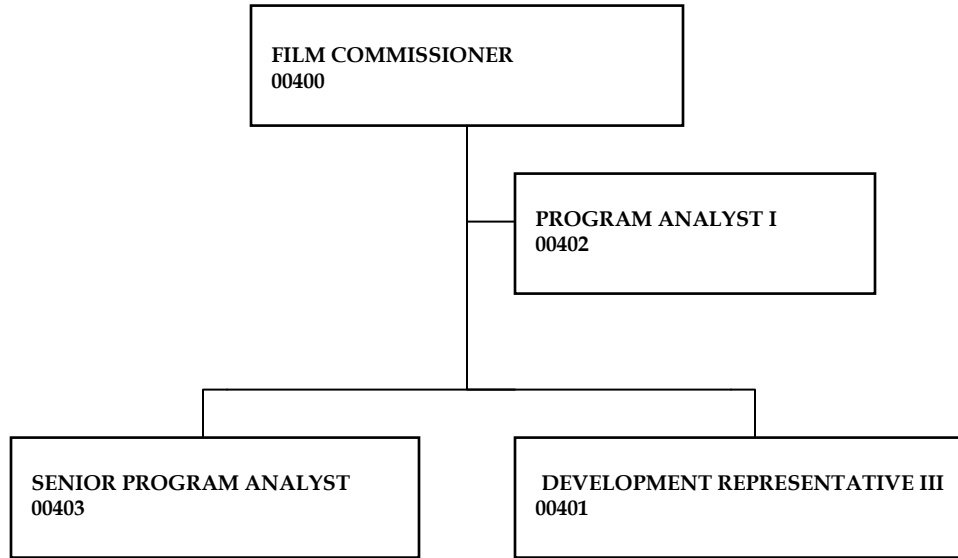 FILM COMMISSIONER
00400
PROGRAM ANALYST I
00402
SENIOR PROGRAM ANALYST
00403
DEVELOPMENT REPRESENTATIVE III
00401